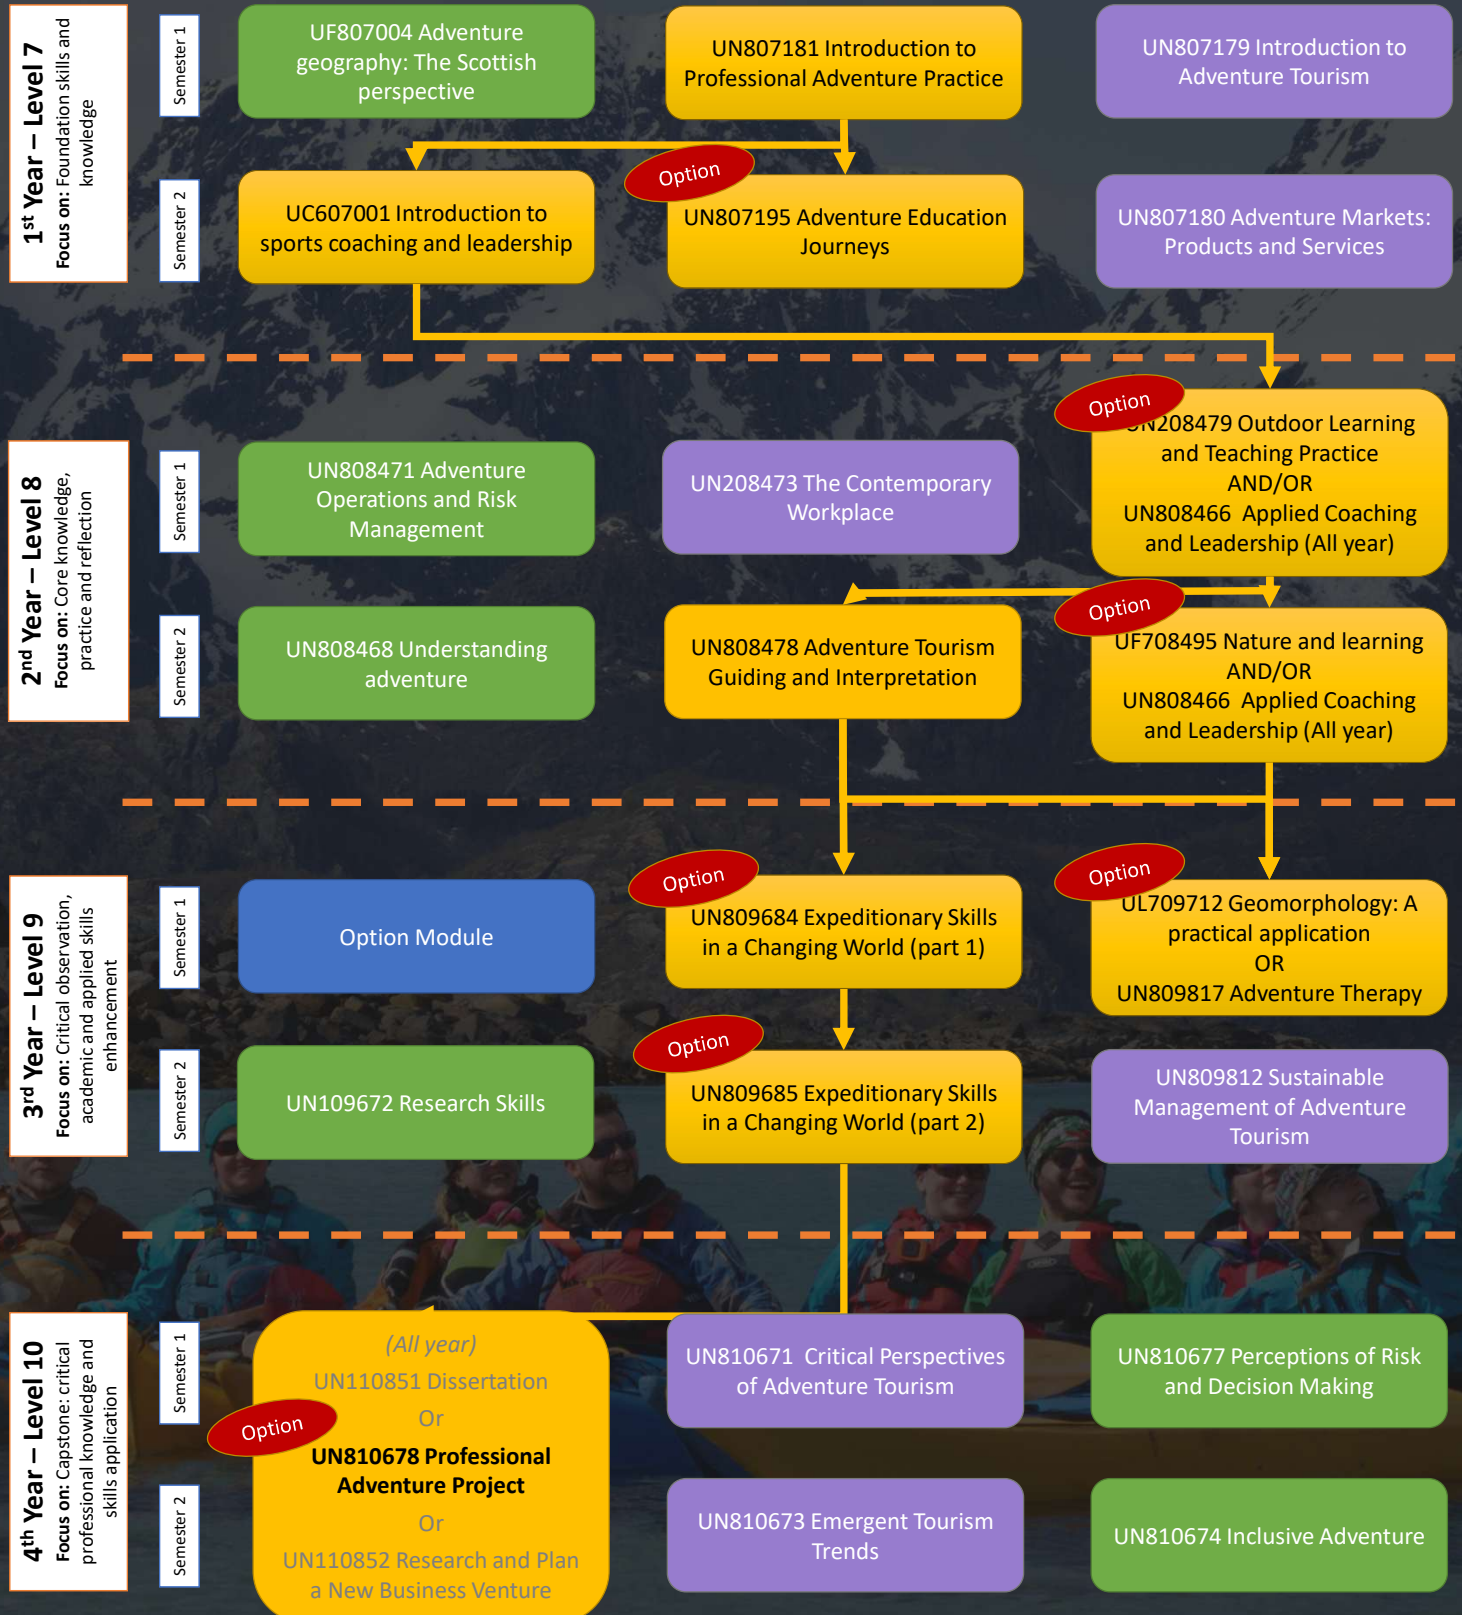 1st Year – Level 7
Focus on: Foundation skills and
knowledge
Semester 1
UF807004 Adventure
geography: The Scottish
perspective
UN807181 Introduction to
Professional Adventure Practice
UN807179 Introduction to
Adventure Tourism
Semester 2
UC607001 Introduction to
sports coaching and leadership
Option
UN807195 Adventure Education
Journeys
UN807180 Adventure Markets:
Products and Services
2nd Year – Level 8
Focus on: Core knowledge,
practice and reflection
Semester 1
UN808471 Adventure
Operations and Risk
Management
UN208473 The Contemporary
Workplace
Option
UN208479 Outdoor Learning
and Teaching Practice
AND/OR
UN808466 Applied Coaching
and Leadership (All year)
Semester 2
UN808468 Understanding
adventure
UN808478 Adventure Tourism
Guiding and Interpretation
Option
UF708495 Nature and learning
AND/OR
UN808466 Applied Coaching
and Leadership (All year)
3rd Year – Level 9
Focus on: Critical observation,
academic and applied skills
enhancement
Semester 1
Option Module
Option
UN809684 Expeditionary Skills
in a Changing World (part 1)
Option
UL709712 Geomorphology: A
practical application
OR
UN809817 Adventure Therapy
Semester 2
UN109672 Research Skills
Option
UN809685 Expeditionary Skills
in a Changing World (part 2)
UN809812 Sustainable
Management of Adventure
Tourism
4th Year – Level 10
Focus on: Capstone: critical
professional knowledge and
skills application
Semester 1
(All year)
UN110851 Dissertation
Or
Option
UN810678 Professional
Adventure Project
Or
UN110852 Research and Plan
a New Business Venture
UN810671 Critical Perspectives
of Adventure Tourism
UN810677 Perceptions of Risk
and Decision Making
Semester 2
UN810673 Emergent Tourism
Trends
UN810674 Inclusive Adventure